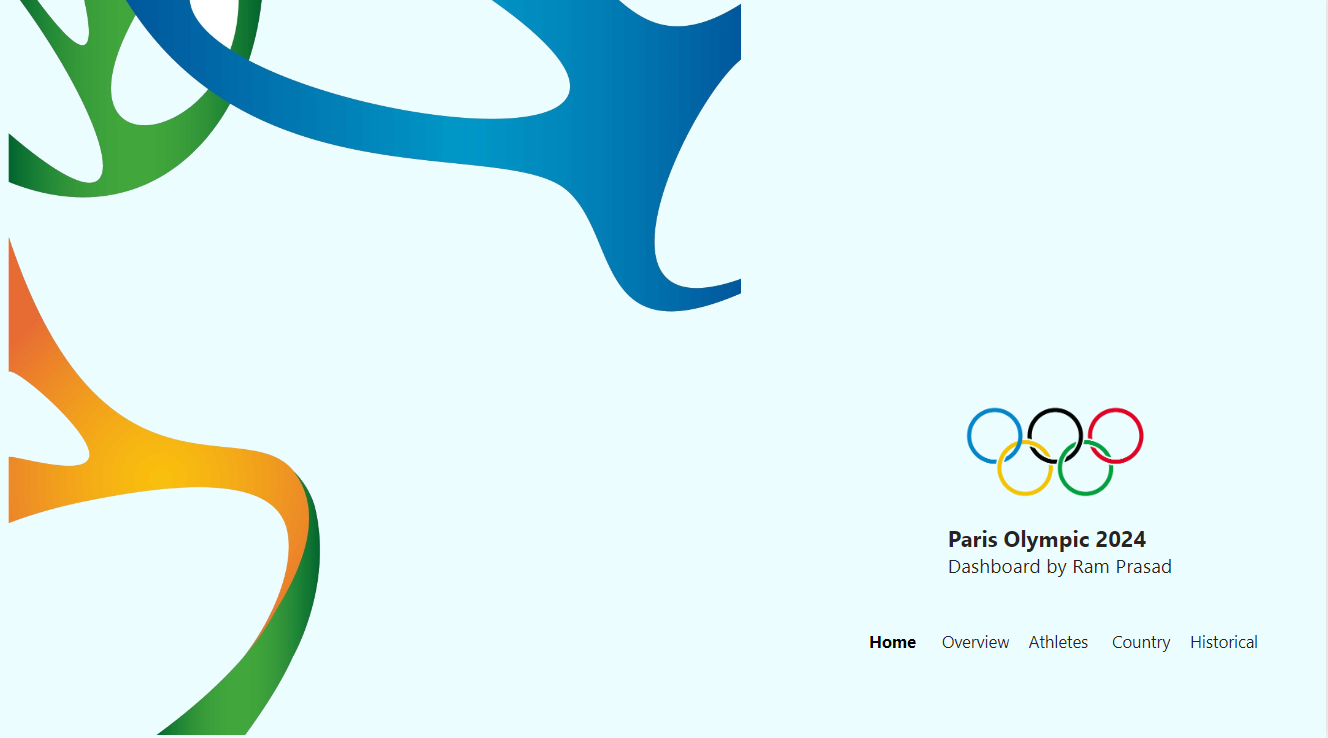 Paris Olympic 2024
Dashboard by Ram Prasad
Home Overview Athletes Country Historical